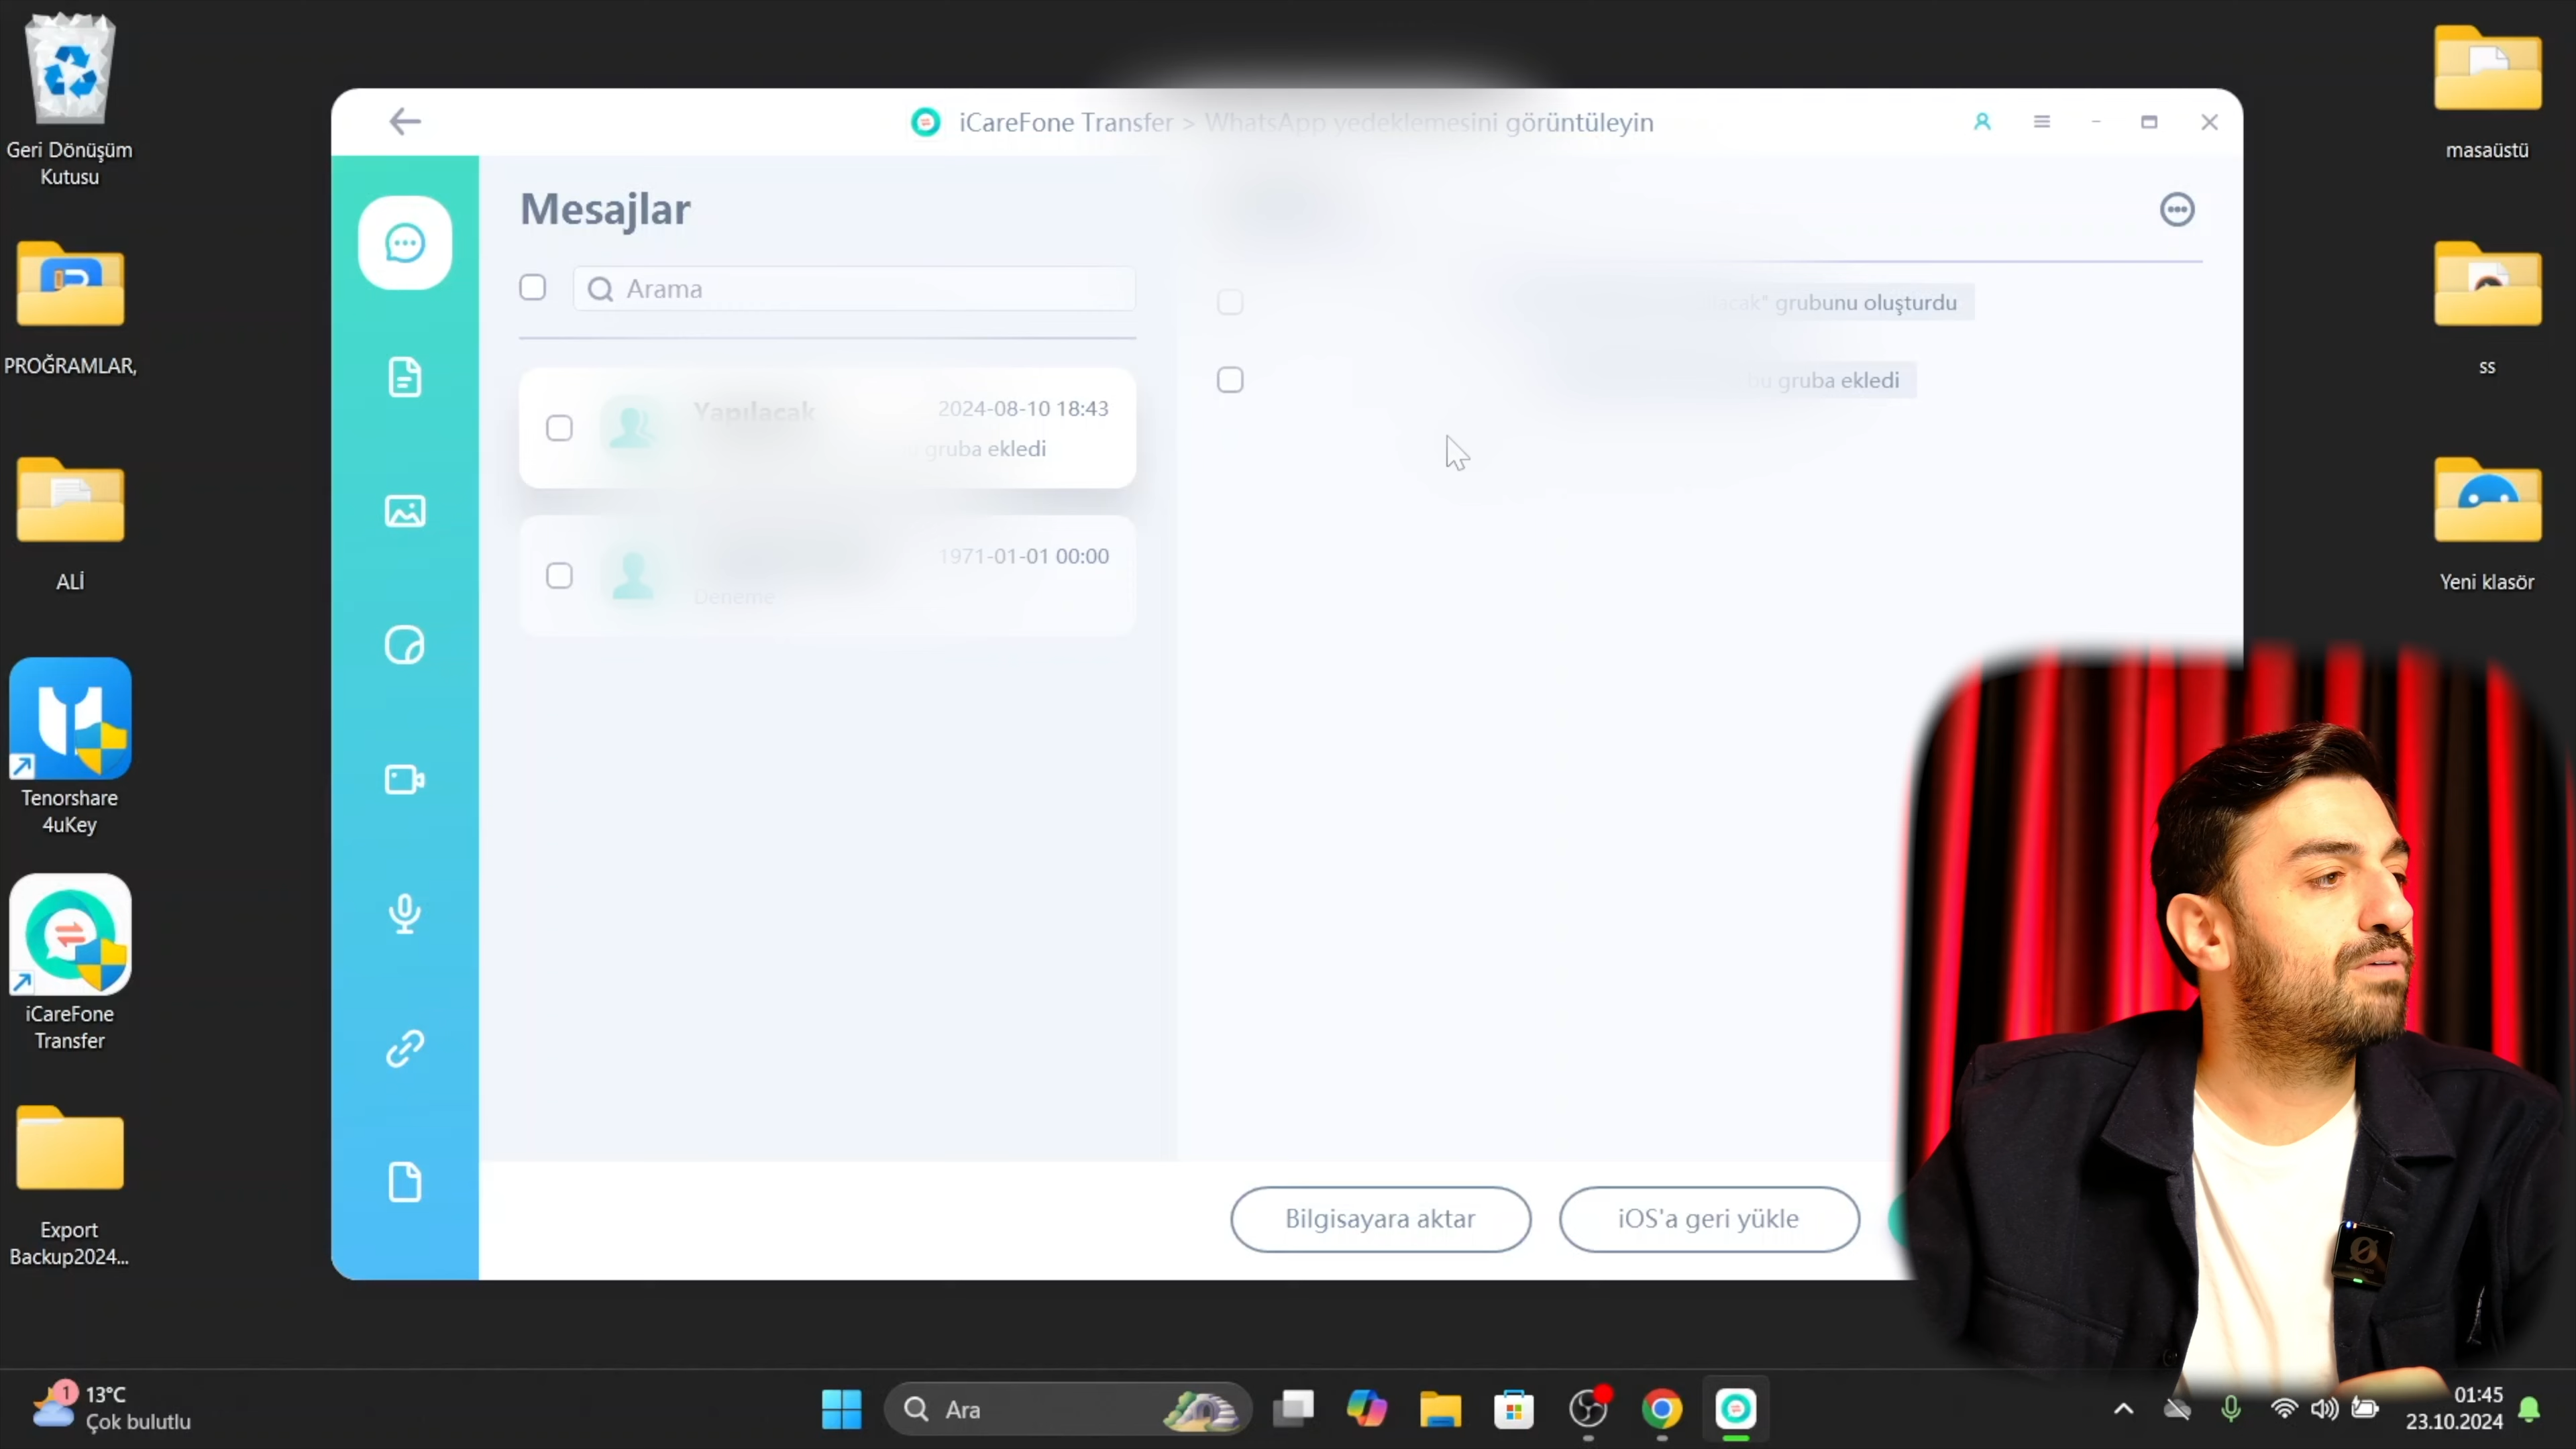 Geri Dönüşüm
Kutusu
PROĞRAMLAR,
ALİ
Tenorshare
4uKey
iCareFone
Transfer
Export
Backup2024...
iCareFone Transfer > WhatsApp yedeklemesini görüntüleyin
Mesajlar
Arama
Yapılacak
2024-08-10 18:43
gruba ekledi
1971-01-01 00:00
Deneme
grubunu oluşturdu
bu gruba ekledi
Bilgisayara aktar
iOS'a geri yükle
masaüstü
ss
Yeni klasör
1
13°C
Çok bulutlu
Ara
01:45
23.10.2024